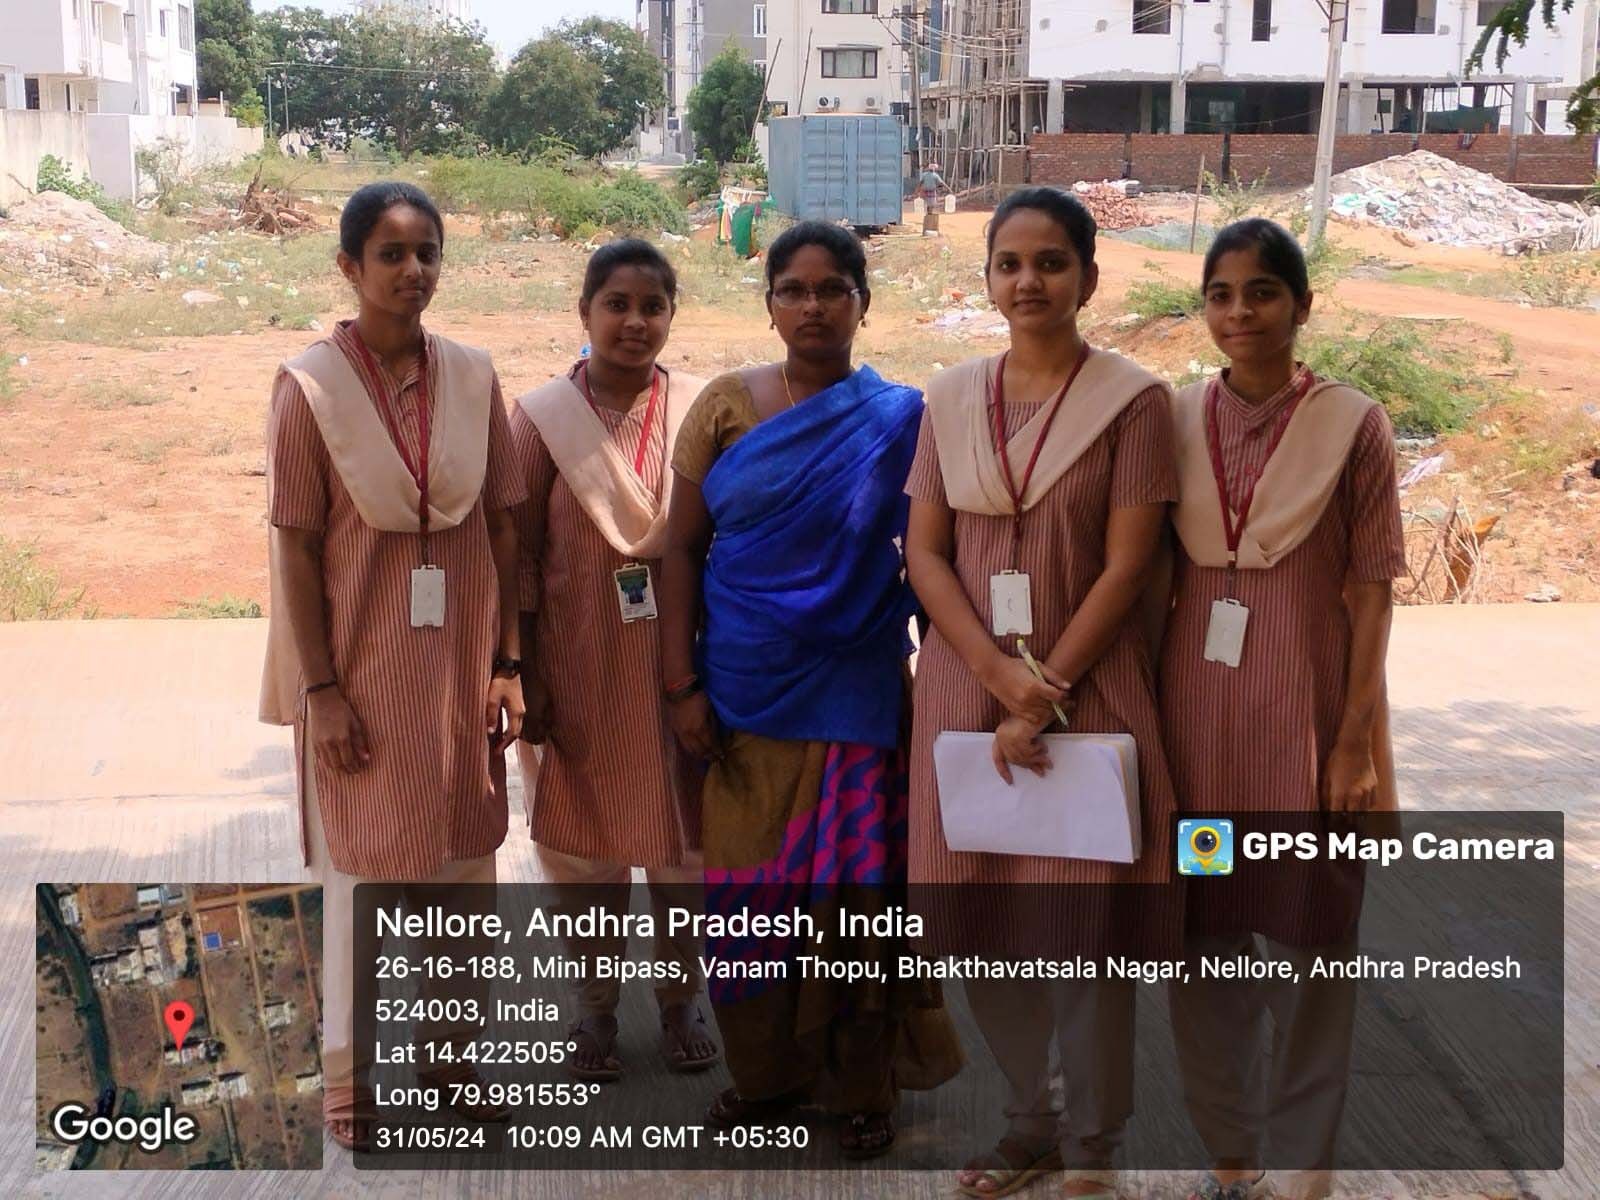 GPS Map Camera
Nellore, Andhra Pradesh, India
26-16-188, Mini Bipass, Vanam Thopu, Bhakthavatsala Nagar, Nellore, Andhra Pradesh
524003, India
Lat 14.422505°
Long 79.981553°
31/05/24 10:09 AM GMT +05:30
Google